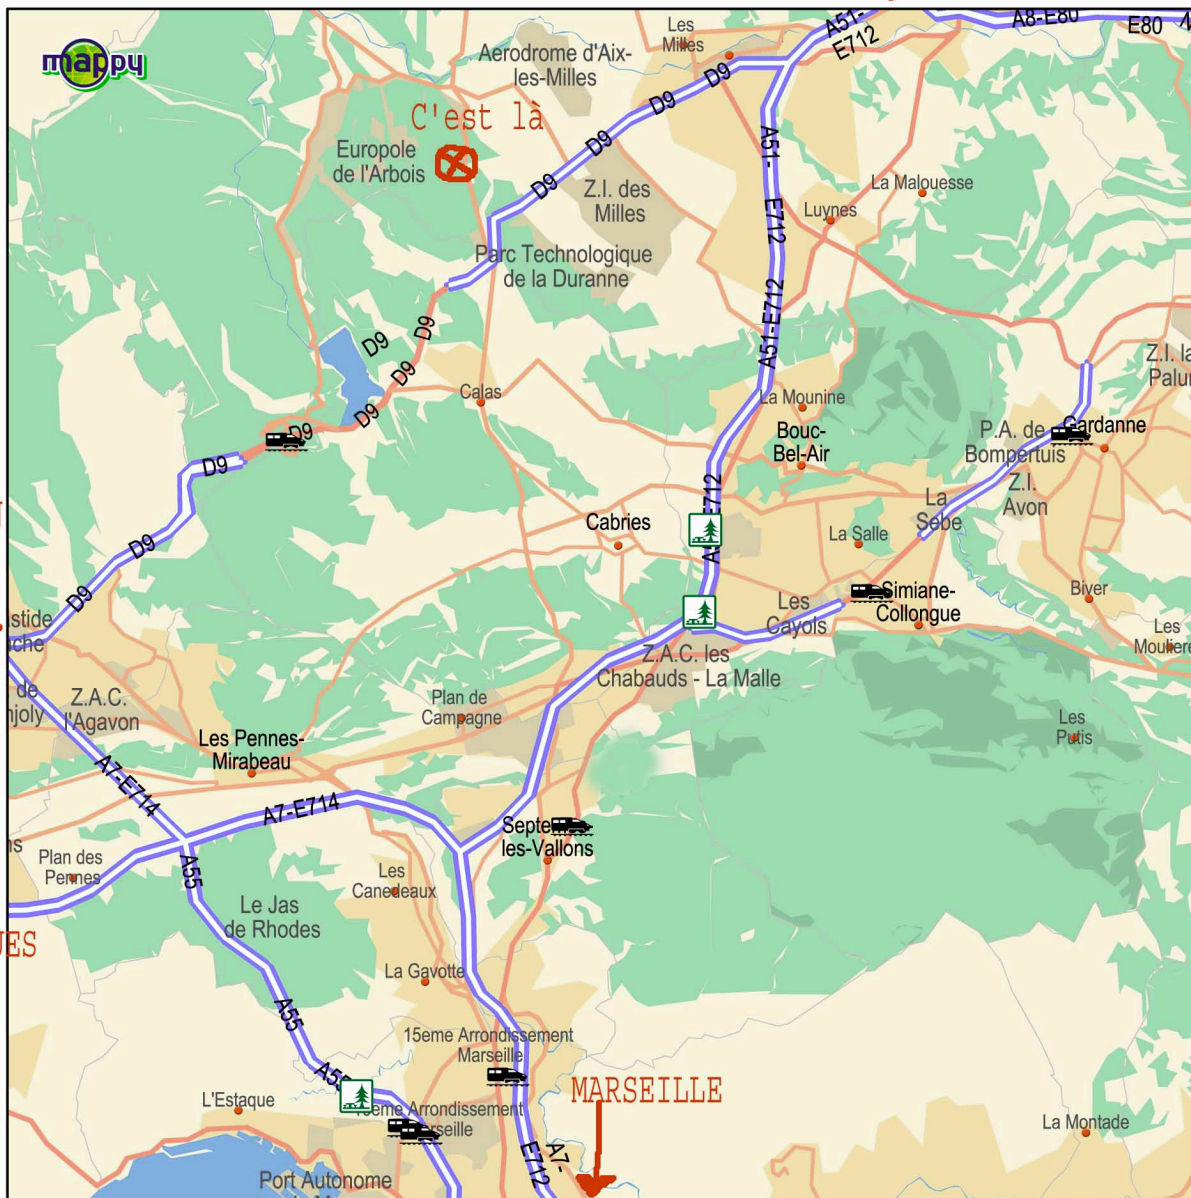 mappy
Les
Milles
A51-
E712
A8-E80
E80
Aerodrome d'Aix-
les-Milles
D9
D9
D9
D9
C'est là
Europole
de l'Arbois
Z.I. des
Milles
A51-
E712
La Malouesse
Luynes
Parc Technologique
de la Duranne
A51-E712
D9
D9
D9
D9
Calas
La Mounine
Bouc-
Bel-Air
P.A. de
Bompertuis
Gardanne
Z.I.
Avon
D9
D9
D9
D9
Cabries
La
Sebe
La Salle
Simiane-
Collongue
Biver
Les
Cayols
Z.A.C. les
Chabauds - La Malle
Z.A.C.
l'Agavon
Plan de
Campagne
Les
Putis
Les Pennes-
Mirabeau
A7-E714
A7-E714
A55
Plan des
Pennes
les-Vallons
Les
Canedeaux
Le Jas
de Rhodes
La Gavotte
A55
15eme Arrondissement
Marseille
MARSEILLE
L'Estaque
Arrondissement
La Montade
A7-
E712
Port Autonome